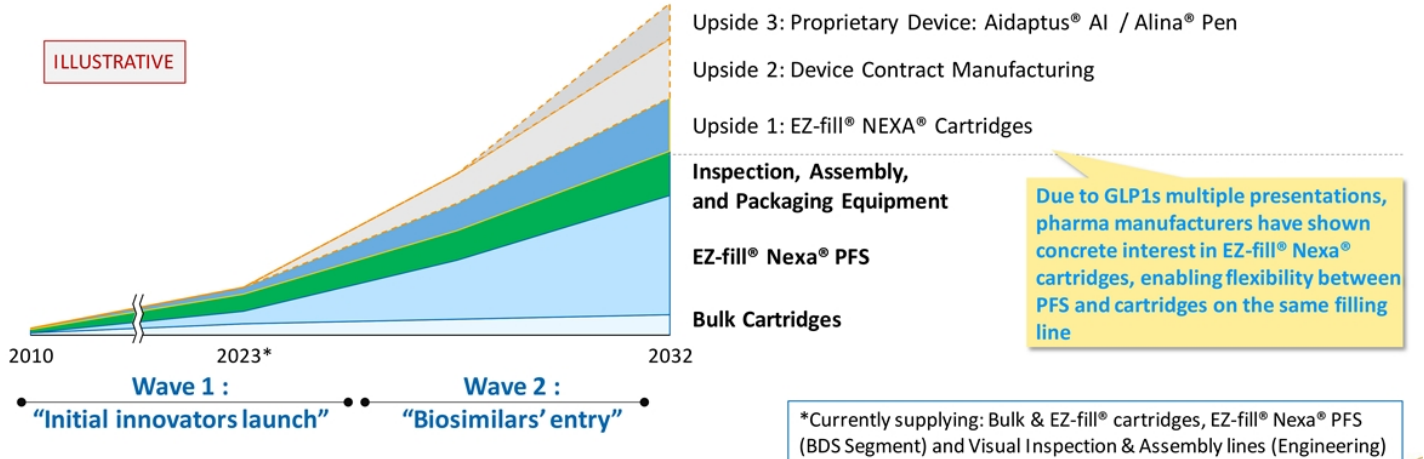 ILLUSTRATIVE
Upside 3: Proprietary Device: Aidaptus® AI / Alina® Pen
Upside 2: Device Contract Manufacturing
Upside 1: EZ-fill® NEXA® Cartridges
Inspection, Assembly,
and Packaging Equipment
EZ-fill® Nexa® PFS
Bulk Cartridges
Due to GLP1s multiple presentations,
pharma manufacturers have shown
concrete interest in EZ-fill® Nexa®
cartridges, enabling flexibility between
PFS and cartridges on the same filling
line
2010
2023*
2032
Wave 1 :
“Initial innovators launch”
Wave 2 :
“Biosimilars’ entry”
*Currently supplying: Bulk & EZ-fill® cartridges, EZ-fill® Nexa® PFS
(BDS Segment) and Visual Inspection & Assembly lines (Engineering)